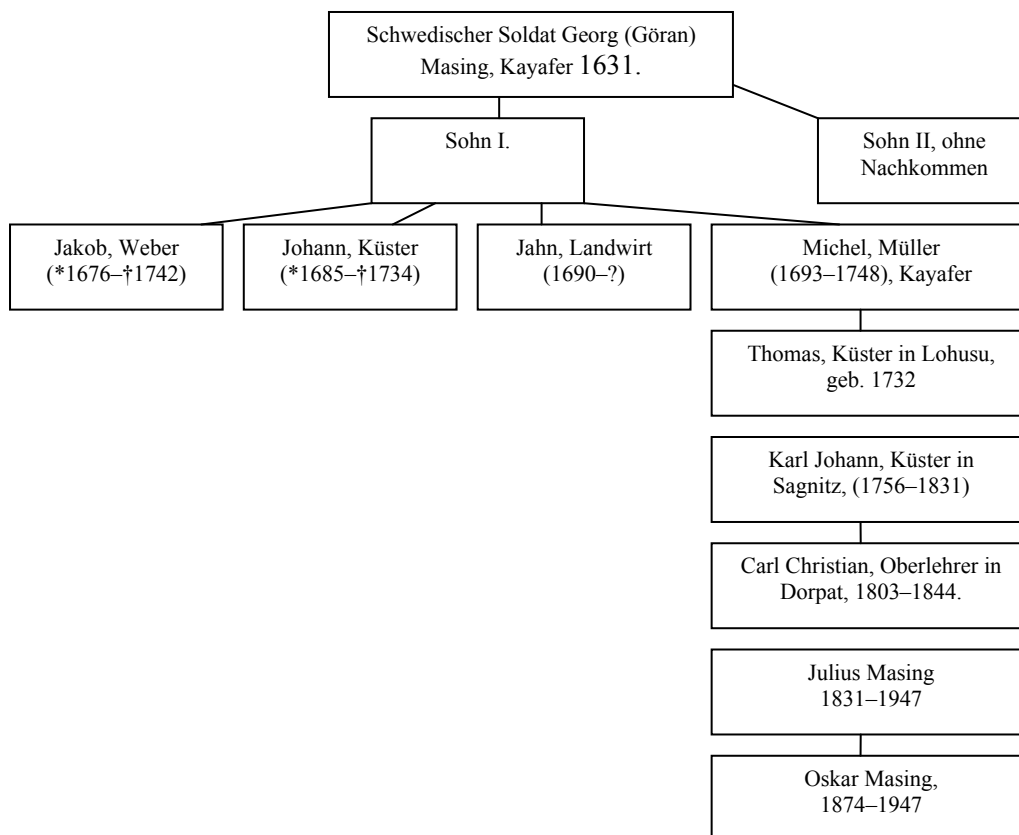 Schwedischer Soldat Georg (Göran)
Masing, Kayafer 1631.
Sohn I.
Sohn II, ohne
Nachkommen
Jakob, Weber
(*1676–†1742)
Johann, Küster
(*1685–†1734)
Jahn, Landwirt
(1690–?)
Michel, Müller
(1693–1748), Kayafer
Thomas, Küster in Lohusu,
geb. 1732
Karl Johann, Küster in
Sagnitz, (1756–1831)
Carl Christian, Oberlehrer in
Dorpat, 1803–1844.
Julius Masing
1831–1947
Oskar Masing,
1874–1947